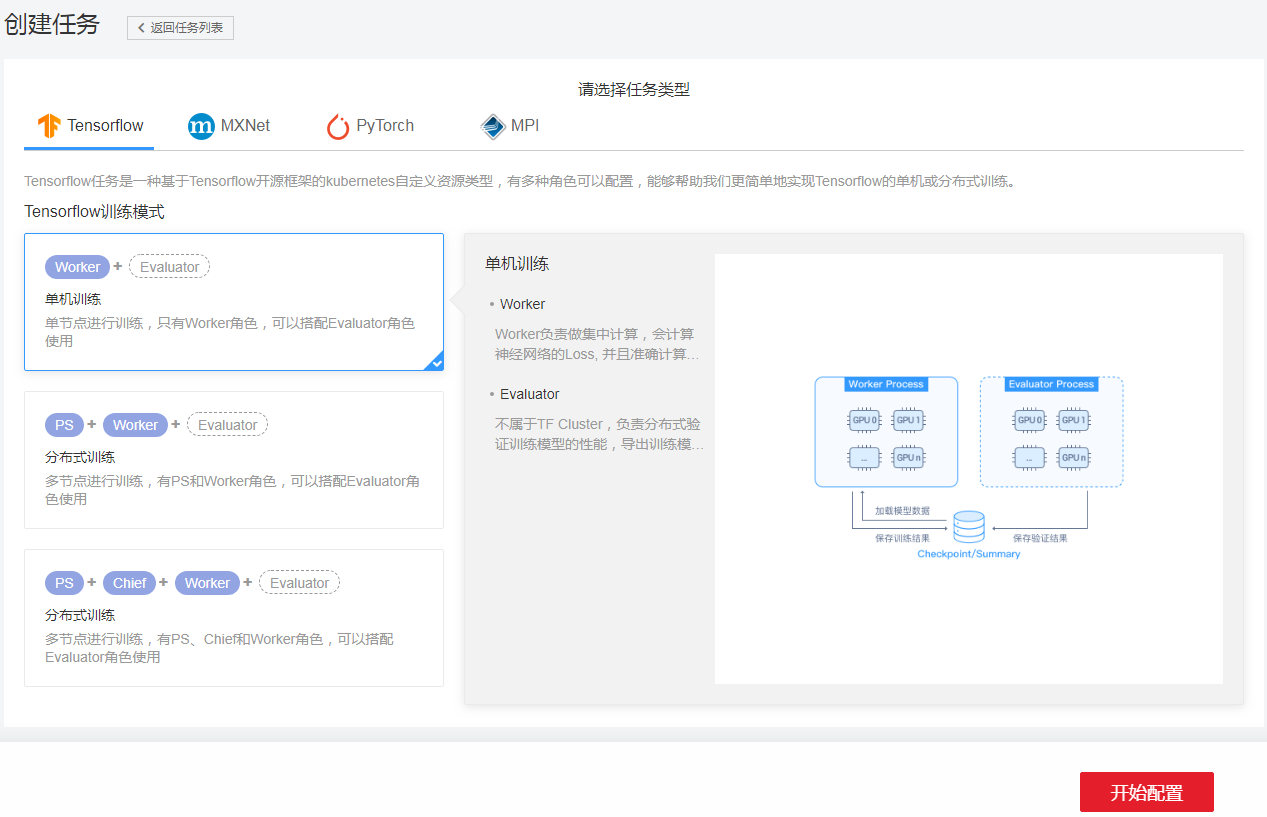 创建任务
返回任务列表
请选择任务类型
Tensorflow
MXNet
PyTorch
MPI
Tensorflow任务是一种基于Tensorflow开源框架的kubernetes自定义资源类型，有多种角色可以配置，能够帮助我们更简单地实现Tensorflow的单机或分布式训练。
Tensorflow训练模式
Worker + Evaluator
单机训练
单节点进行训练，只有Worker角色，可以搭配Evaluator角色
使用
PS + Worker + Evaluator
分布式训练
多节点进行训练，有PS和Worker角色，可以搭配Evaluator角
色使用
PS + Chief + Worker + Evaluator
分布式训练
多节点进行训练，有PS、Chief和Worker角色，可以搭配
Evaluator角色使用
单机训练
• Worker
Worker负责做集中计算，会计算
神经网络的Loss, 并且准确计算...
• Evaluator
不属于TF Cluster，负责分布式验
证训练模型的性能，导出训练模...
Worker Process
GPU 0 GPU 1
... GPU n
Evaluator Process
GPU 0 GPU 1
... GPU n
加载模型数据
保存训练结果
保存验证结果
Checkpoint/Summary
开始配置